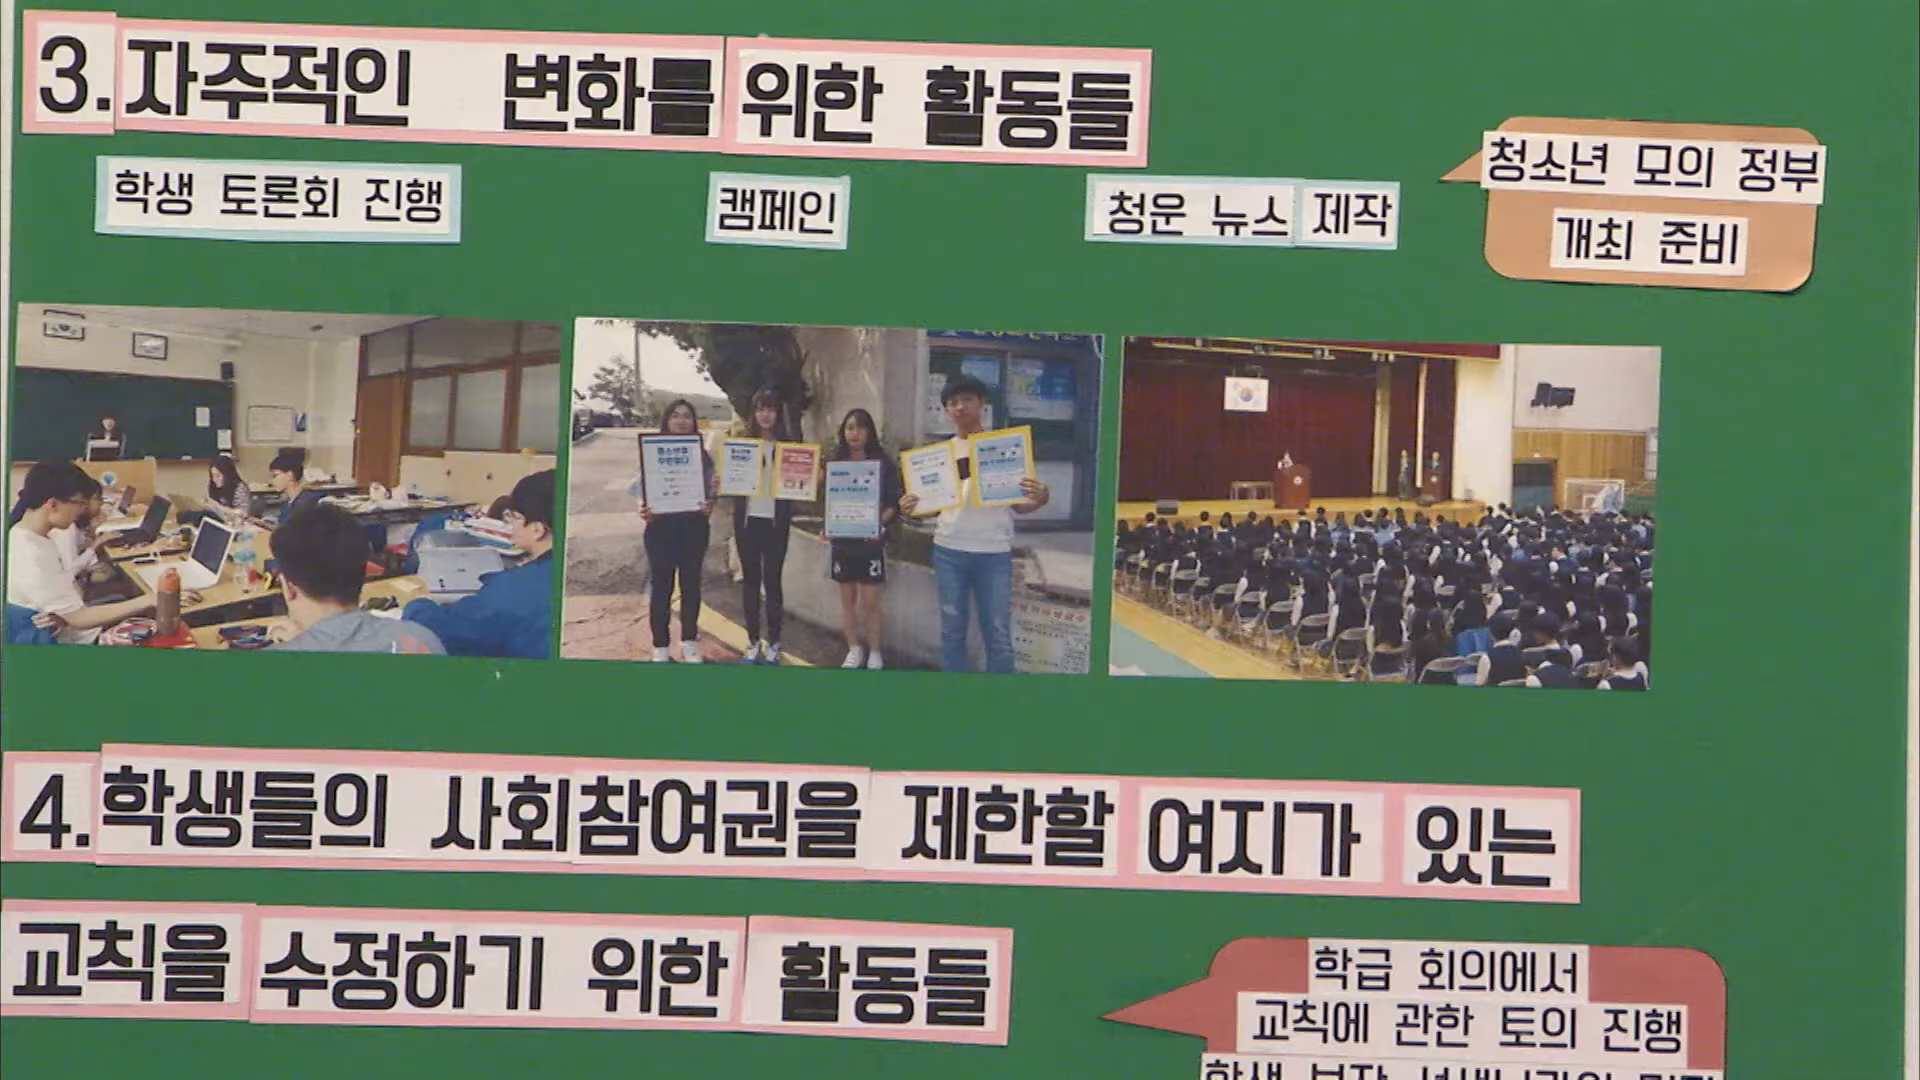 3. 자주적인 변화를 위한 활동들
학생 토론회 진행
캠페인
청운 뉴스 제작
청소년 모의 정부
개최 준비
4. 학생들의 사회참여권을 제한할 여지가 있는
교칙을 수정하기 위한 활동들
학급 회의에서
교칙에 관한 토의 진행